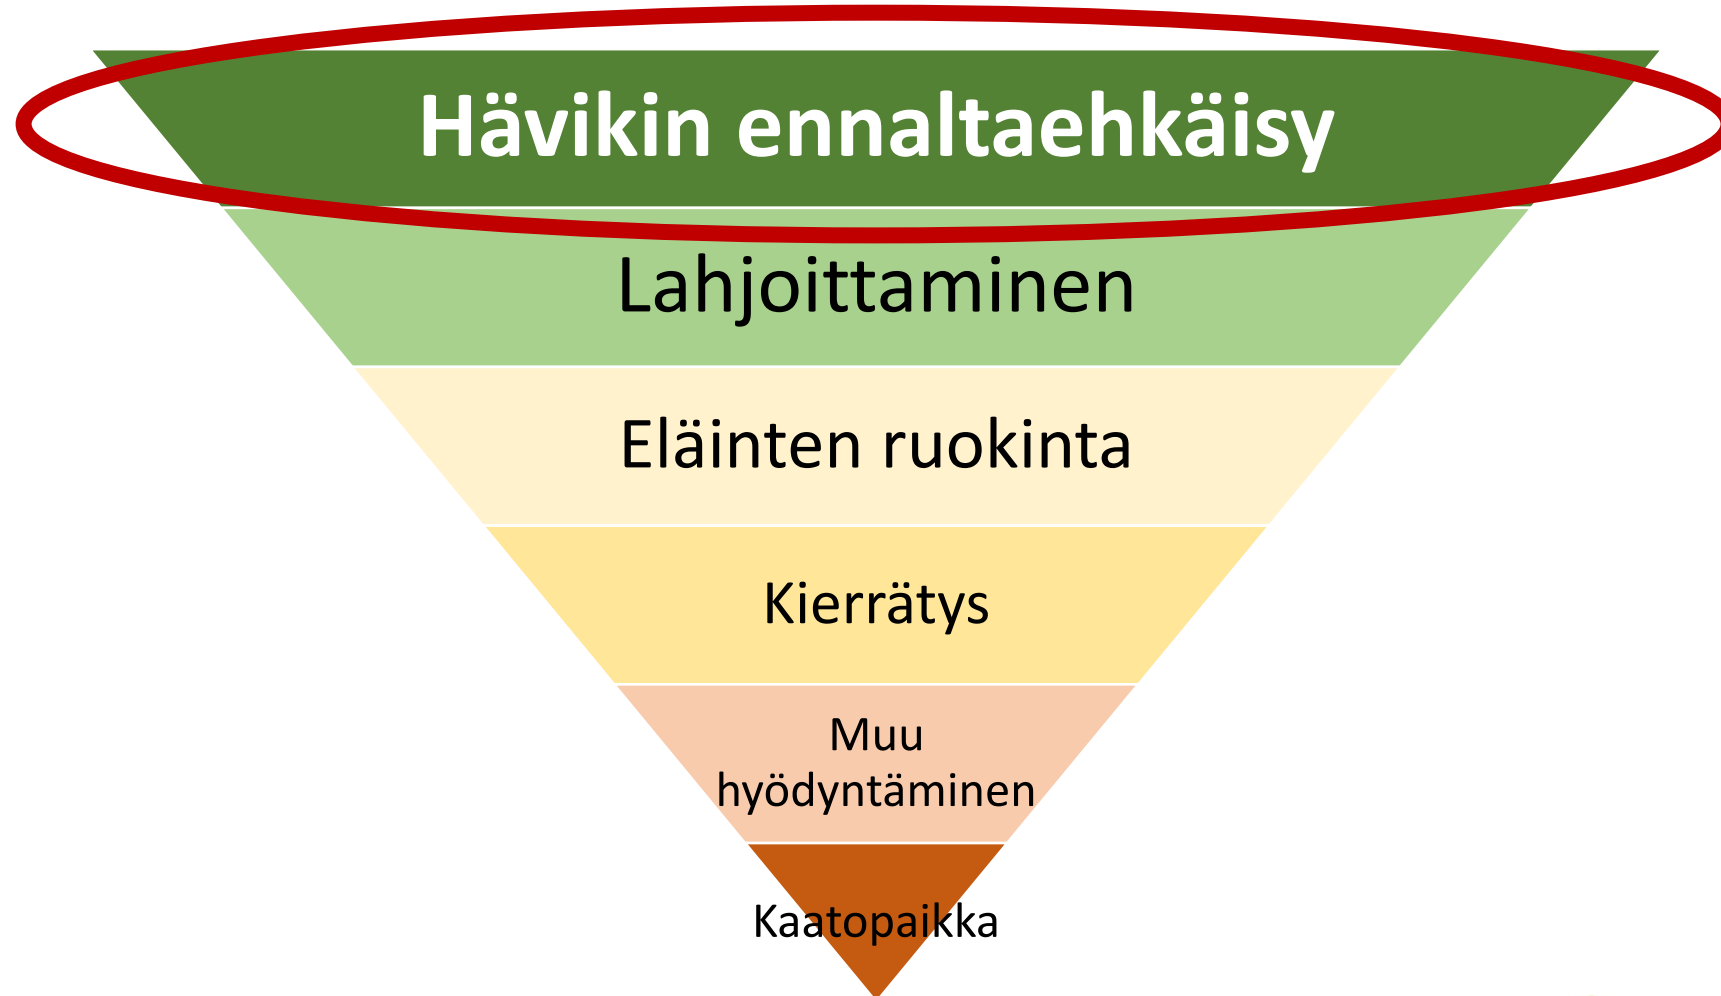 Hävikin ennaltaehkäisy
Lahjoittaminen
Eläinten ruokinta
Kierrätys
Muu
hyödyntäminen
Kaatopaikka